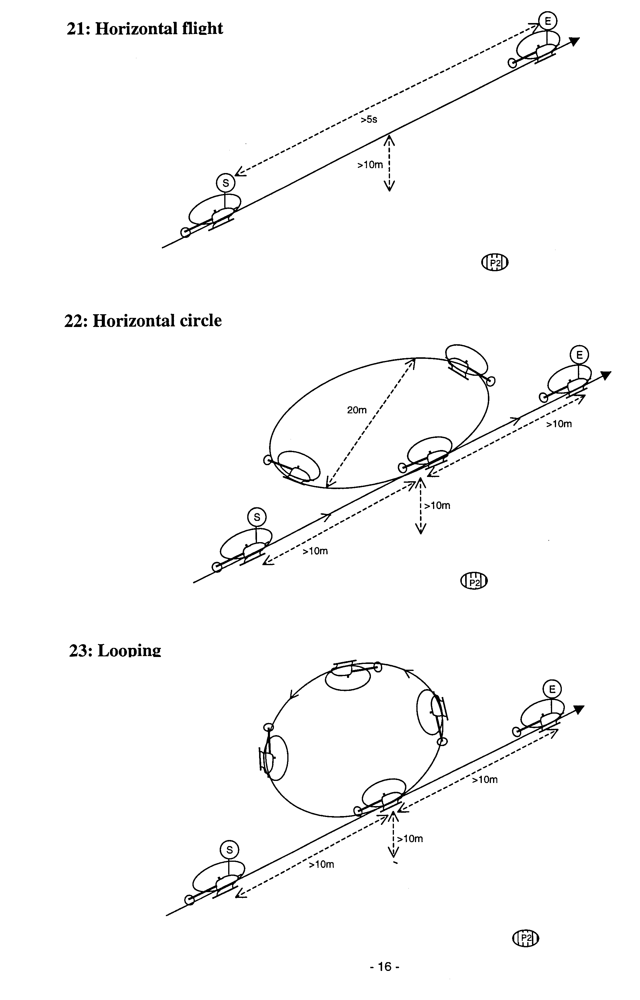 21: Horizontal flight
E
>5s
>10m
S
P2
22: Horizontal circle
E
20m
>10m
>10m
S
>10m
P2
23: Looping
E
>10m
>10m
S
>10m
P2
- 16 -